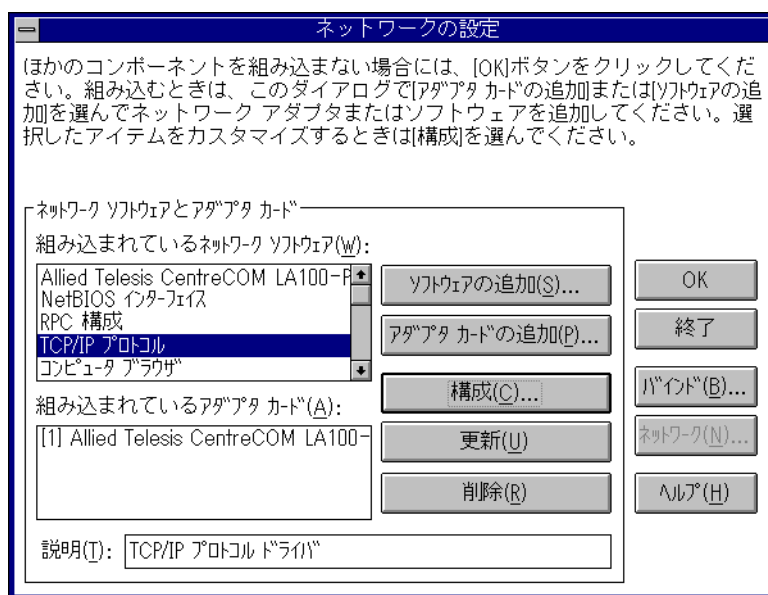 ネットワークの設定
ほかのコンポーネントを組み込まない場合には、[OK]ボタンをクリックしてくだ
さい。組み込むときは、このダイアログで[ｱﾀﾞﾌﾟﾀ ｶｰﾄﾞの追加]または[ｿﾌﾄｳｪｱの追
加]を選んでネットワーク アダプタまたはソフトウェアを追加してください。選
択したアイテムをカスタマイズするときは[構成]を選んでください。
ﾈｯﾄﾜｰｸ ｿﾌﾄｳｪｱとｱﾀﾞﾌﾟﾀ ｶｰﾄﾞ
組み込まれているﾈｯﾄﾜｰｸ ｿﾌﾄｳｪｱ(W):
Allied Telesis CentreCOM LA100-P
NetBIOS ｲﾝﾀｰﾌｪｲｽ
RPC 構成
TCP/IP ﾌﾟﾛﾄｺﾙ
ｺﾝﾋﾟｭｰﾀ ﾌﾞﾗｳｻﾞ
組み込まれているｱﾀﾞﾌﾟﾀ ｶｰﾄﾞ(A):
[1] Allied Telesis CentreCOM LA100-
説明(T): TCP/IP ﾌﾟﾛﾄｺﾙ ﾄﾞﾗｲﾊﾞ
ｿﾌﾄｳｪｱの追加(S)...
ｱﾀﾞﾌﾟﾀ ｶｰﾄﾞの追加(P)...
構成(C)...
更新(U)
削除(R)
OK
終了
ﾊﾞｲﾝﾄﾞ(B)...
ﾈｯﾄﾜｰｸ(N)...
ﾍﾙﾌﾟ(H)